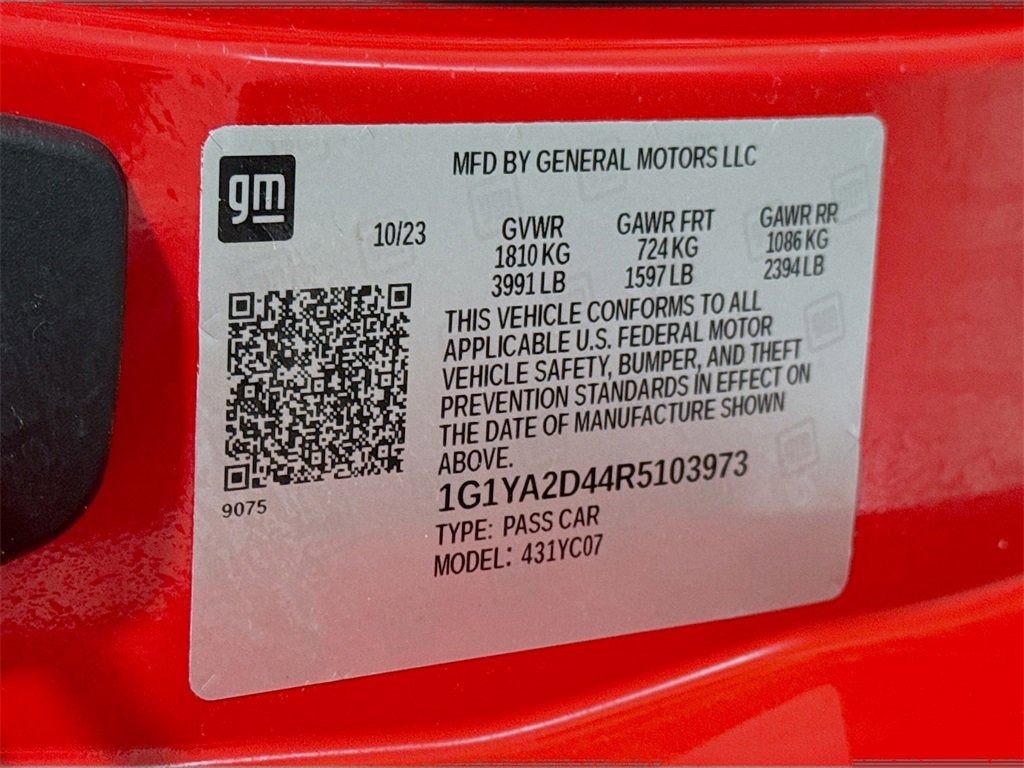 gm
MFD BY GENERAL MOTORS LLC
10/23
GVWR GAWR FRT GAWR RR
1810 KG 724 KG 1086 KG
3991 LB 1597 LB 2394 LB
THIS VEHICLE CONFORMS TO ALL
APPLICABLE U.S. FEDERAL MOTOR
VEHICLE SAFETY, BUMPER, AND THEFT
PREVENTION STANDARDS IN EFFECT ON
THE DATE OF MANUFACTURE SHOWN
ABOVE.
1G1YA2D44R5103973
9075
TYPE: PASS CAR
MODEL: 431YC07